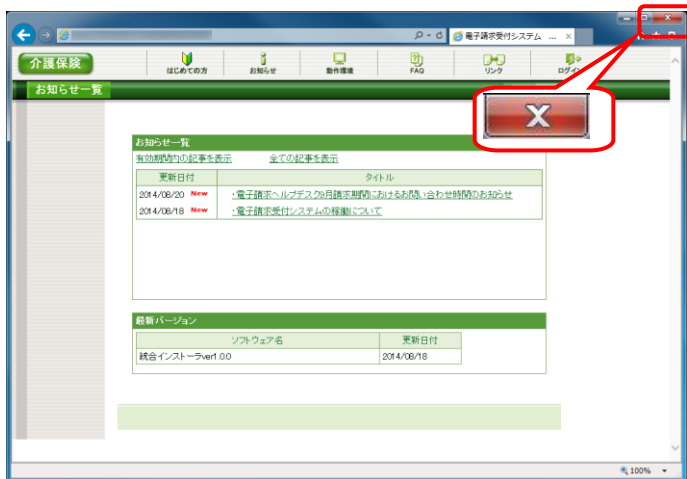 電子請求受付システム ...
介護保険
はじめての方
お知らせ
動作環境
FAQ
リンク
お知らせ一覧
お知らせ一覧
有効期間内の記事を表示
全ての記事を表示
更新日付
タイトル
2014/08/20 New ・電子請求ヘルプデスク9月請求期間におけるお問い合わせ時間のお知らせ
2014/08/18 New ・電子請求受付システムの稼働について
最新バージョン
ソフトウェア名
更新日付
統合インストーラver1.0.0
2014/08/18
100%